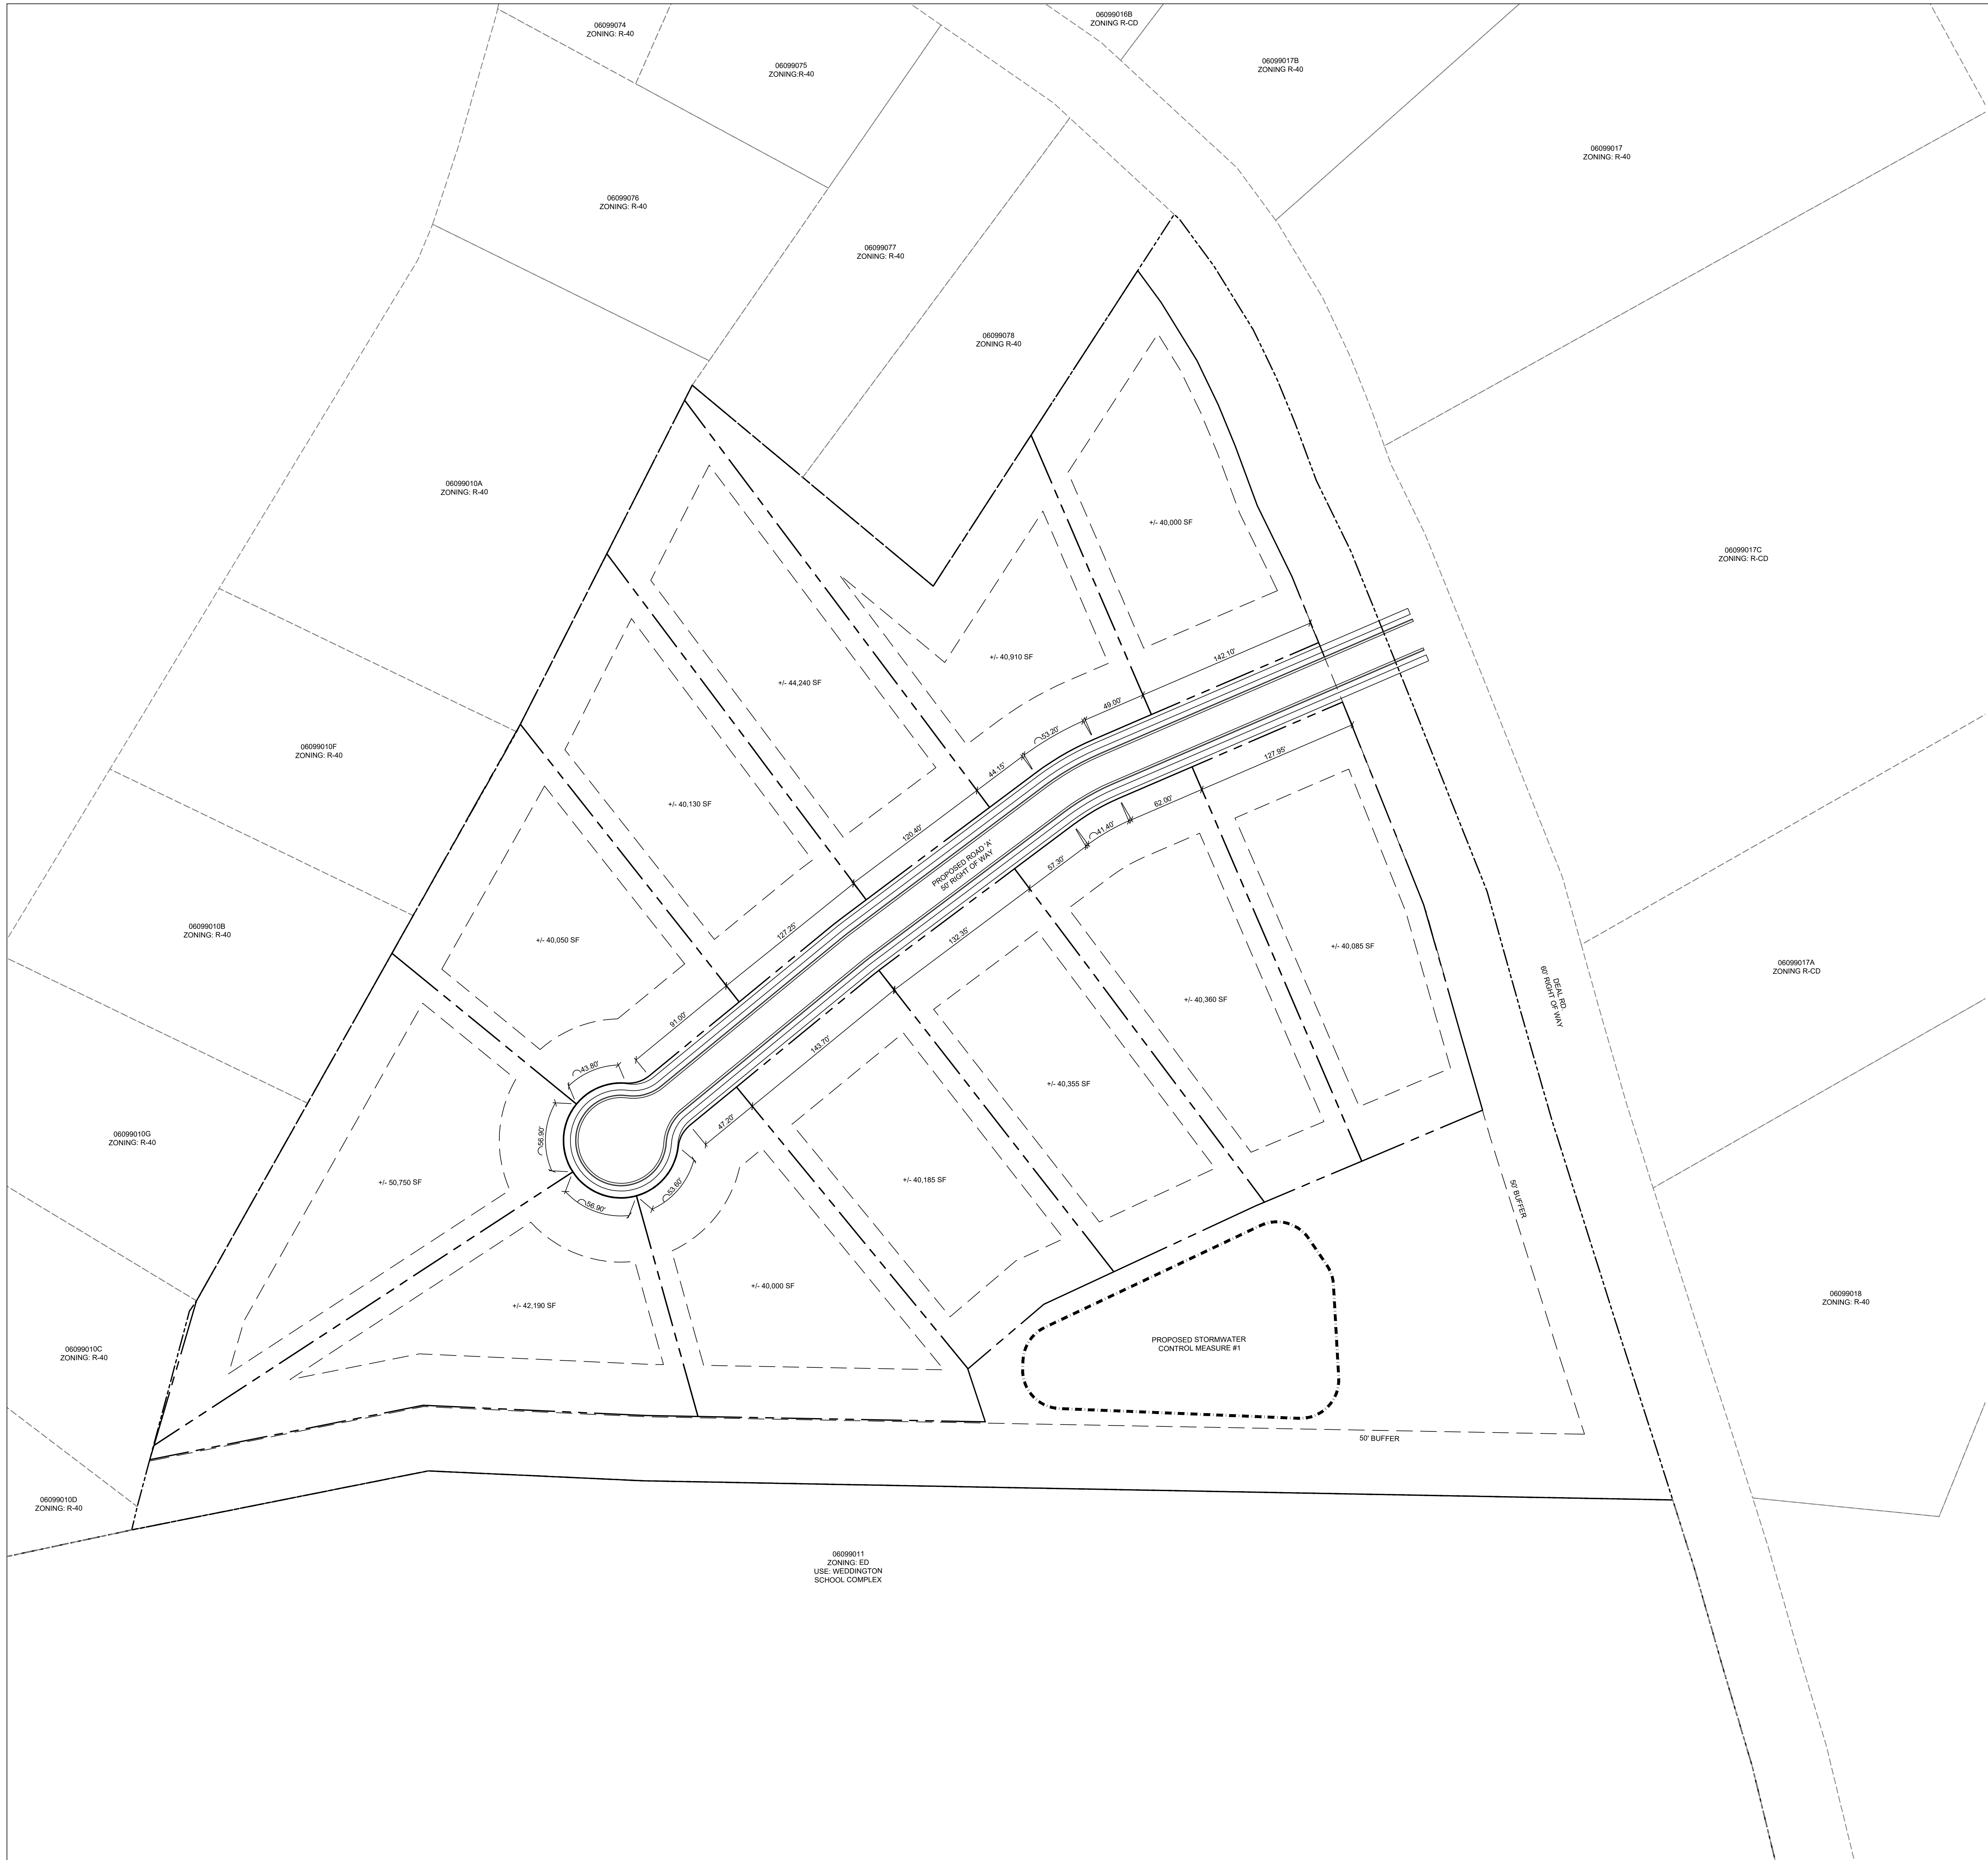 06099074
ZONING: R-40
06099075
ZONING:R-40
06099016B
ZONING R-CD
06099017B
ZONING R-40
06099017
ZONING: R-40
06099076
ZONING: R-40
06099077
ZONING: R-40
06099078
ZONING R-40
06099010A
ZONING: R-40
+/- 40,000 SF
06099017C
ZONING: R-CD
+/- 40,910 SF
142.10'
+/- 44,240 SF
49.00'
53.20'
06099010F
ZONING: R-40
44.15'
127.95'
+/- 40,130 SF
62.00'
120.40'
41.40'
57.30'
PROPOSED ROAD 'A'
50' RIGHT OF WAY
06099010B
ZONING: R-40
127.25'
132.35'
+/- 40,050 SF
+/- 40,085 SF
06099017A
ZONING R-CD
DEAL RD.
60' RIGHT OF WAY
+/- 40,360 SF
91.00'
143.70'
43.80'
+/- 40,355 SF
47.20'
06099010G
ZONING: R-40
56.90'
+/- 50,750 SF
53.60'
+/- 40,185 SF
56.90'
50' BUFFER
+/- 40,000 SF
+/- 42,190 SF
06099018
ZONING: R-40
PROPOSED STORMWATER
CONTROL MEASURE #1
06099010C
ZONING: R-40
50' BUFFER
06099010D
ZONING: R-40
06099011
ZONING: ED
USE: WEDDINGTON
SCHOOL COMPLEX